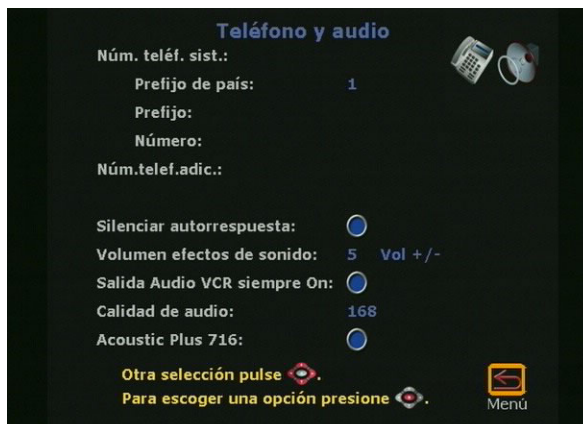 Teléfono y audio
Núm. teléf. sist.:
Prefijo de país: 1
Prefijo:
Número:
Núm.telef.adic.:
Silenciar autorrespuesta:
Volumen efectos de sonido: 5 Vol +/-
Salida Audio VCR siempre On:
Calidad de audio: 168
Acoustic Plus 716:
Otra selección pulse .
Para escoger una opción presione .
Menú